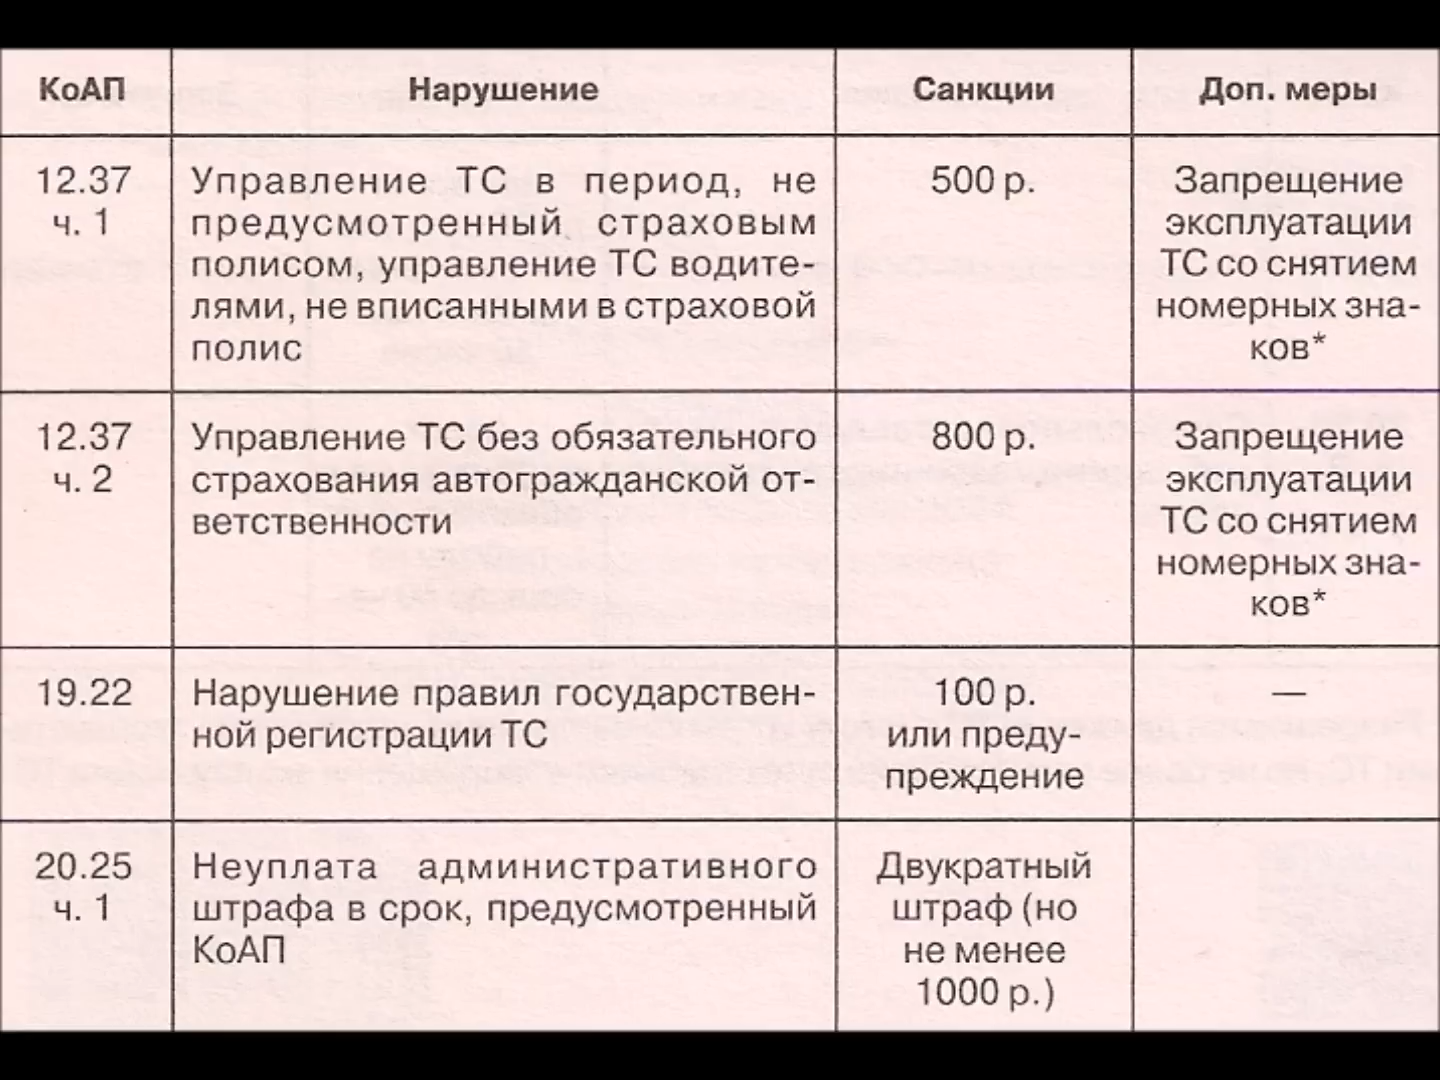 КоАП
Нарушение
Санкции
Доп. меры
12.37
ч. 1
Управление ТС в период, не
предусмотренный страховым
полисом, управление ТС водите-
лями, не вписанными в страховой
полис
500 р.
Запрещение
эксплуатации
ТС со снятием
номерных зна-
ков*
12.37
ч. 2
Управление ТС без обязательного
страхования автогражданской от-
ветственности
800 р.
Запрещение
эксплуатации
ТС со снятием
номерных зна-
ков*
19.22
Нарушение правил государствен-
ной регистрации ТС
100 р.
или преду-
преждение
—
20.25
ч. 1
Неуплата административного
штрафа в срок, предусмотренный
КоАП
Двукратный
штраф (но
не менее
1000 р.)